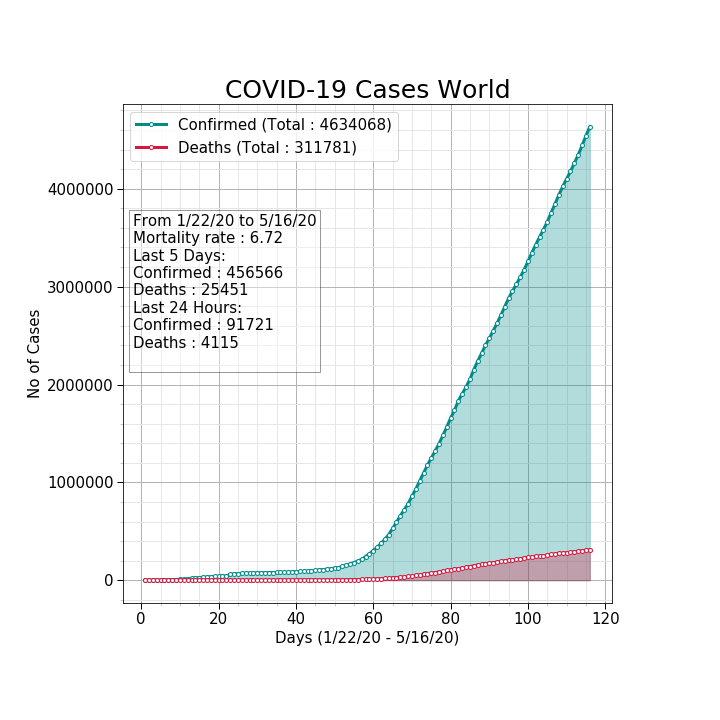 COVID-19 Cases World
Confirmed (Total : 4634068)
Deaths (Total : 311781)
From 1/22/20 to 5/16/20
Mortality rate : 6.72
Last 5 Days:
Confirmed : 456566
Deaths : 25451
Last 24 Hours:
Confirmed : 91721
Deaths : 4115
No of Cases
4000000
3000000
2000000
1000000
0
0 20 40 60 80 100 120
Days (1/22/20 - 5/16/20)